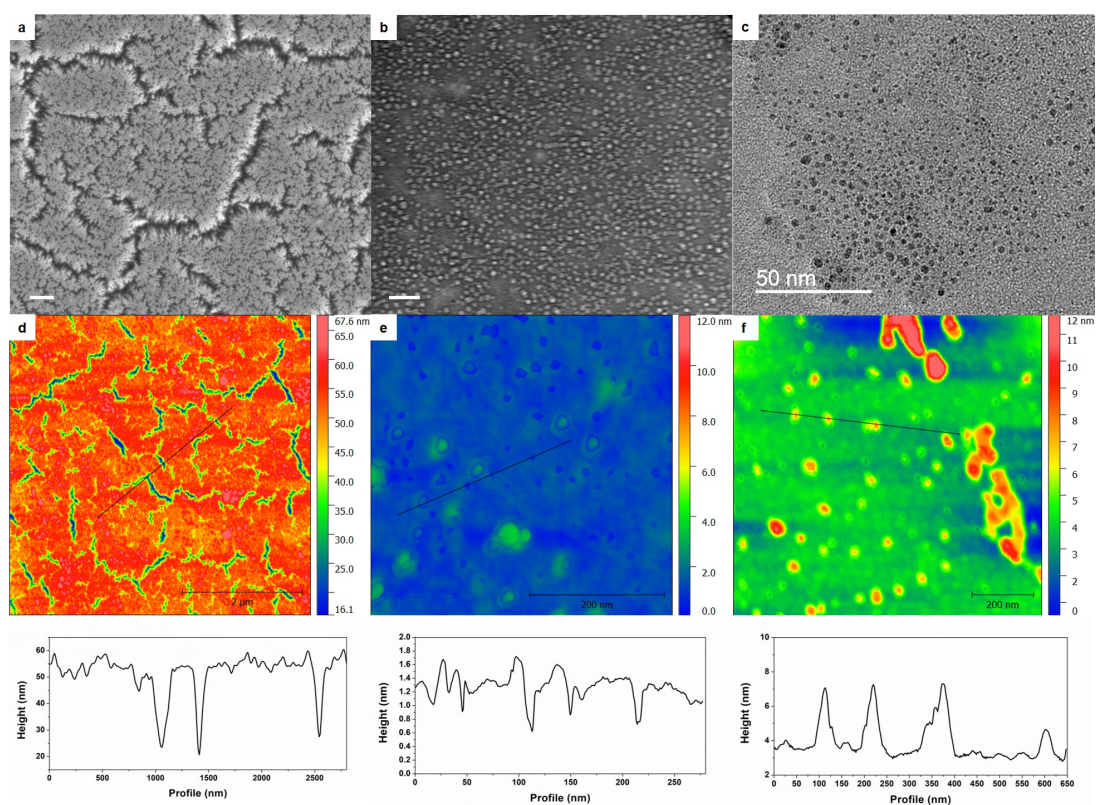 a
b
c
50 nm
d
67.6 nm
65.0
60.0
55.0
50.0
45.0
40.0
35.0
30.0
25.0
20.0
16.1
2 µm
e
12.0 nm
10.0
8.0
6.0
4.0
2.0
0.0
200 nm
f
12 nm
11
10
9
8
7
6
5
4
3
2
1
0
200 nm
Height (nm)
60
50
40
30
20
0 500 1000 1500 2000 2500
Profile (nm)
Height (nm)
2.0
1.8
1.6
1.4
1.2
1.0
0.8
0.6
0.4
0.2
0.0
0 50 100 150 200 250
Profile (nm)
Height (nm)
10
8
6
4
2
0 50 100 150 200 250 300 350 400 450 500 550 600 650
Profile (nm)